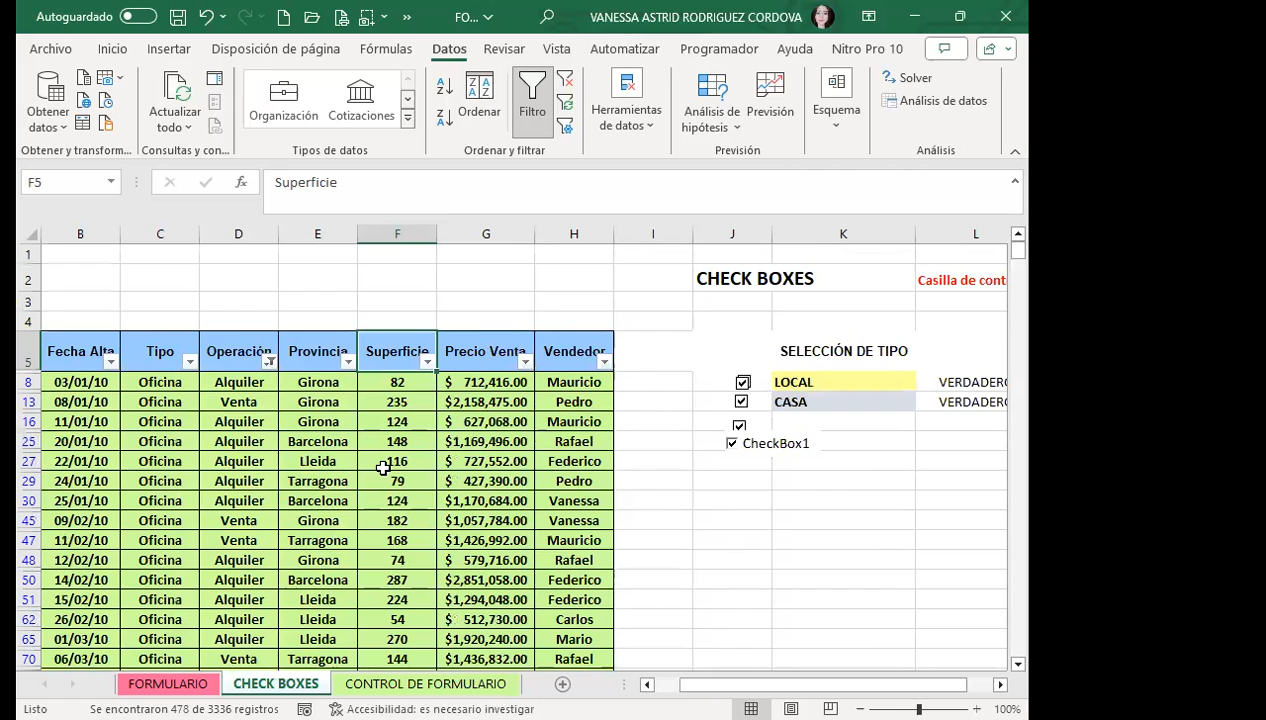 Autoguardado
FO...
VANESSA ASTRID RODRIGUEZ CORDOVA
Archivo Inicio Insertar Disposición de página Fórmulas Datos Revisar Vista Automatizar Programador Ayuda Nitro Pro 10
Obtener datos
Actualizar todo
Organización Cotizaciones
Ordenar
Filtro
Herramientas de datos
Análisis de hipótesis
Previsión
Esquema
Solver
Análisis de datos
Obtener y transform... Consultas y con... Tipos de datos Ordenar y filtrar Previsión Análisis
F5 fx Superficie
B C D E F G H I J K L
1
2 CHECK BOXES Casilla de cont
3
4
5 Fecha Alta Tipo Operación Provincia Superficie Precio Venta Vendedor SELECCIÓN DE TIPO
8 03/01/10 Oficina Alquiler Girona 82 $ 712,416.00 Mauricio LOCAL VERDADERO
13 08/01/10 Oficina Venta Girona 235 $2,158,475.00 Pedro CASA VERDADERO
16 11/01/10 Oficina Alquiler Girona 124 $ 627,068.00 Mauricio
25 20/01/10 Oficina Alquiler Barcelona 148 $1,169,496.00 Rafael CheckBox1
27 22/01/10 Oficina Alquiler Lleida 116 $ 727,552.00 Federico
29 24/01/10 Oficina Alquiler Tarragona 79 $ 427,390.00 Pedro
30 25/01/10 Oficina Alquiler Barcelona 124 $1,170,684.00 Vanessa
45 09/02/10 Oficina Venta Girona 182 $1,057,784.00 Vanessa
47 11/02/10 Oficina Venta Tarragona 168 $1,426,992.00 Mauricio
48 12/02/10 Oficina Alquiler Girona 74 $ 579,716.00 Rafael
50 14/02/10 Oficina Alquiler Barcelona 287 $2,851,058.00 Federico
51 15/02/10 Oficina Alquiler Lleida 224 $1,294,048.00 Federico
62 26/02/10 Oficina Alquiler Lleida 54 $ 512,730.00 Carlos
65 01/03/10 Oficina Alquiler Lleida 270 $1,920,240.00 Mario
70 06/03/10 Oficina Venta Tarragona 144 $1,436,832.00 Rafael
FORMULARIO CHECK BOXES CONTROL DE FORMULARIO
Listo Se encontraron 478 de 3336 registros Accesibilidad: es necesario investigar 100%